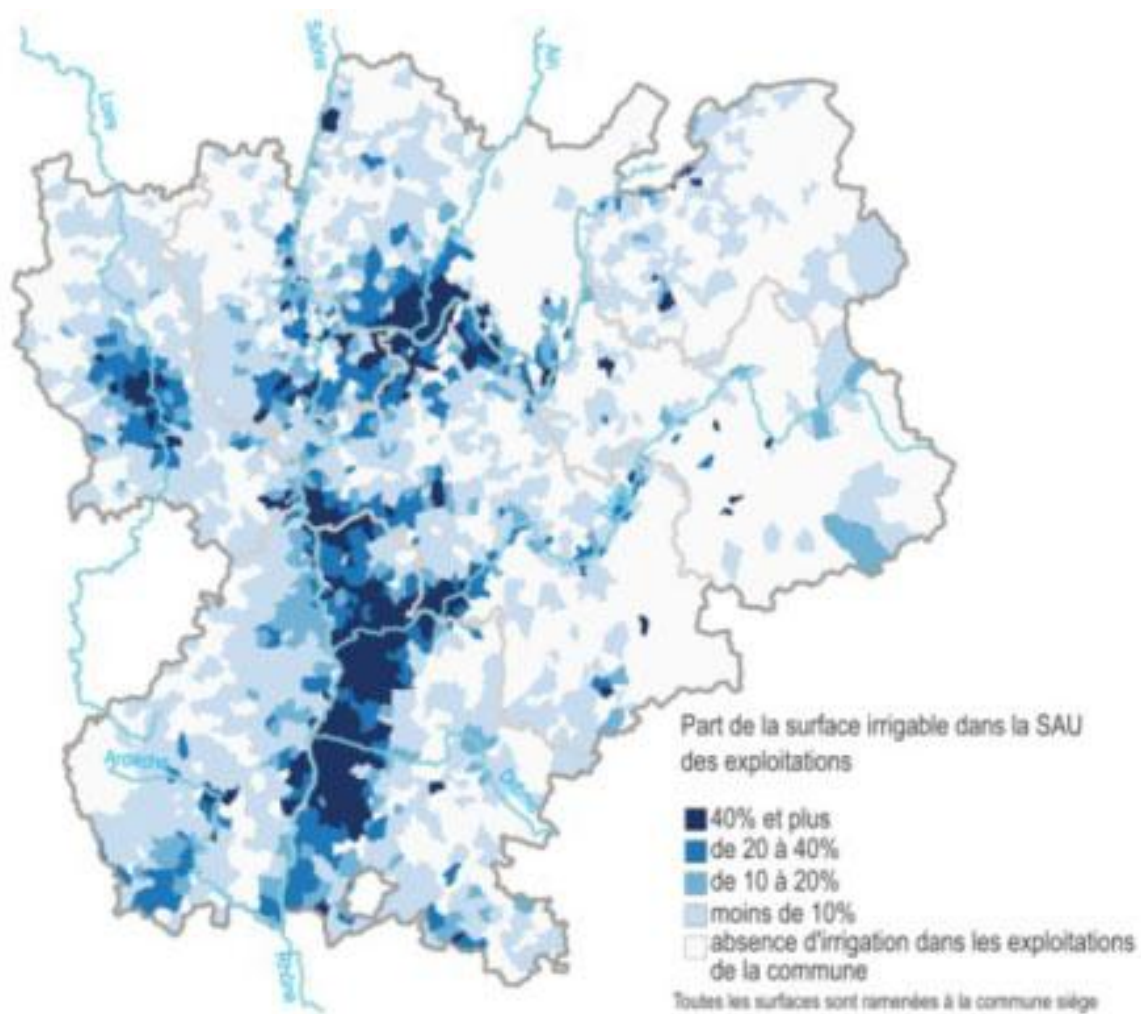 Loire
Saône
Ain
Ardèche
Drôme
Rhône
Part de la surface irrigable dans la SAU
des exploitations
40% et plus
de 20 à 40%
de 10 à 20%
moins de 10%
absence d'irrigation dans les exploitations
de la commune
Toutes les surfaces sont ramenées à la commune siège